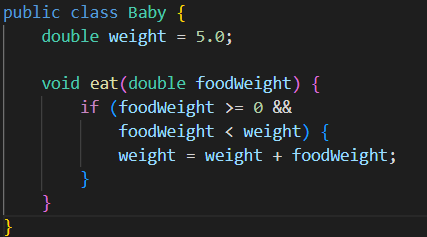 public class Baby {
    double weight = 5.0;

    void eat(double foodWeight) {
        if (foodWeight >= 0 &&
            foodWeight < weight) {
            weight = weight + foodWeight;
        }
    }
}